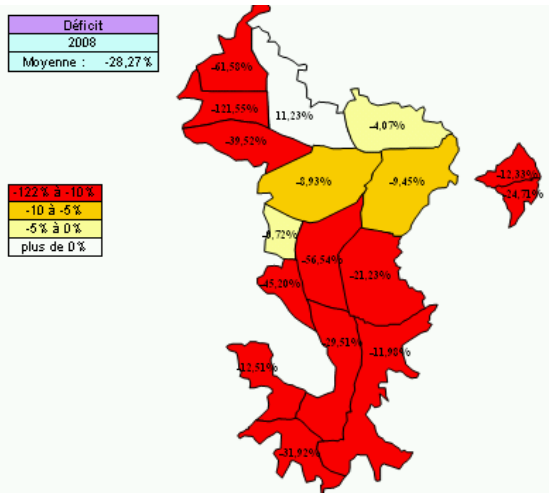 Déficit
2008
Moyenne : -28,27%
-61,58%
-121,55%
11,23%
-4,07%
-39,52%
-12,33%
-24,71%
-8,93%
-9,45%
-122% à -10%
-10 à -5%
-5% à 0%
plus de 0%
-56,54%
-21,23%
-45,20%
-29,51%
-11,98%
-12,51%
-31,92%